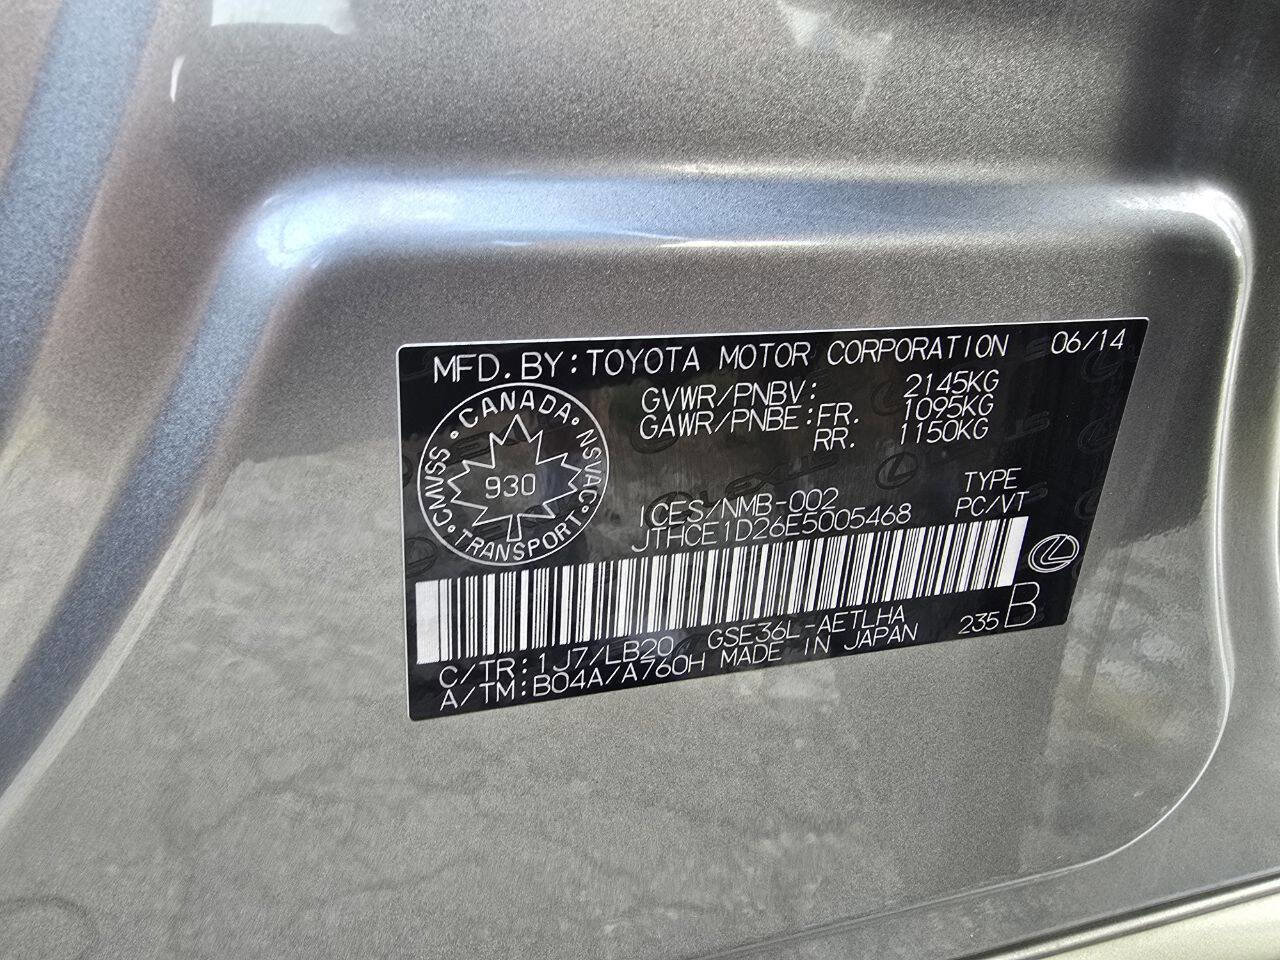 MFD. BY: TOYOTA MOTOR CORPORATION 06/14
GVWR/PNBV: 2145KG
GAWR/PNBE: FR. 1095KG
RR. 1150KG
CANADA · NSVAC · TRANSPORT · CMVSS ·
930
ICES/NMB-002 TYPE
JTHCE1D26E5005468 PC/VT
C/TR: 1J7/LB20 GSE36L-AETLHA 235 B
A/TM: B04A/A760H MADE IN JAPAN